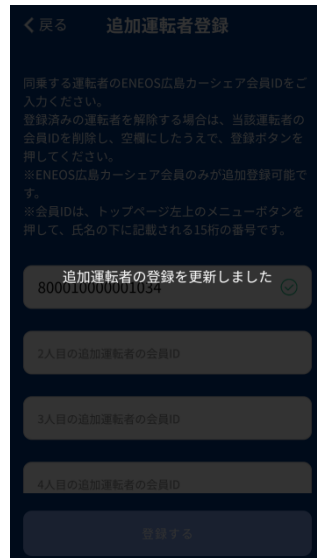 戻る 追加運転者登録
同乗する運転者のENEOS広島カーシェア会員IDをご
入力ください。
登録済みの運転者を解除する場合は、当該運転者の
会員IDを削除し、空欄にしたうえで、登録ボタンを
押してください。
※ENEOS広島カーシェア会員のみが追加登録可能で
す。
※会員IDは、トップページ左上のメニューボタンを
押して、氏名の下に記載される15桁の番号です。
追加運転者の登録を更新しました
800010000001034
2人目の追加運転者の会員ID
3人目の追加運転者の会員ID
4人目の追加運転者の会員ID
登録する